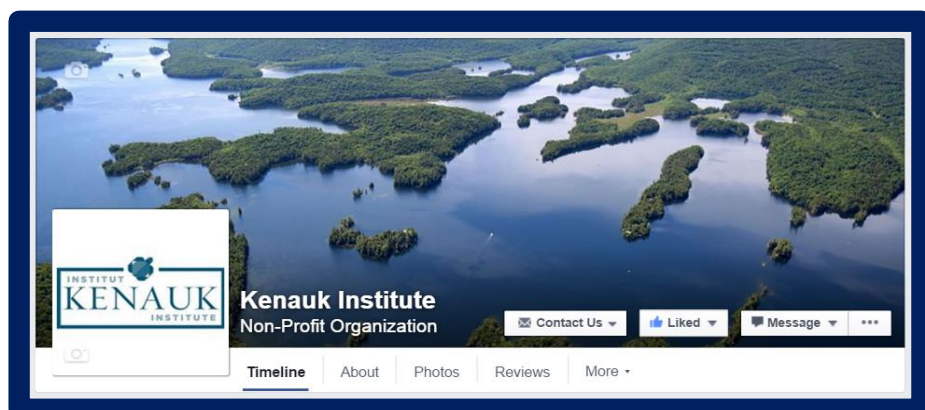 INSTITUT
KENAUK
INSTITUTE
Kenauk Institute
Non-Profit Organization
Contact Us
Liked
Message
Timeline
About
Photos
Reviews
More